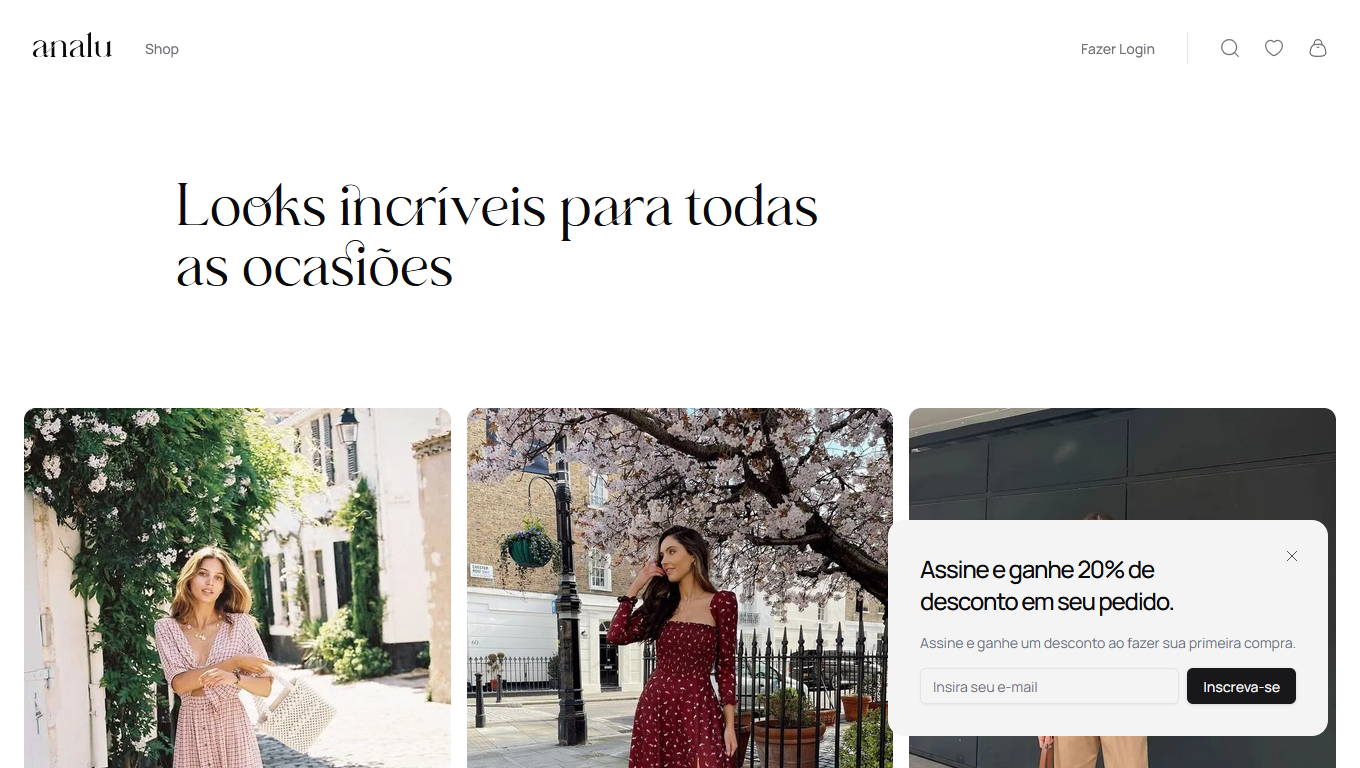 analu
Shop
Fazer Login
Looks incríveis para todas
as ocasiões
Assine e ganhe 20% de
desconto em seu pedido.
Assine e ganhe um desconto ao fazer sua primeira compra.
Insira seu e-mail
Inscreva-se